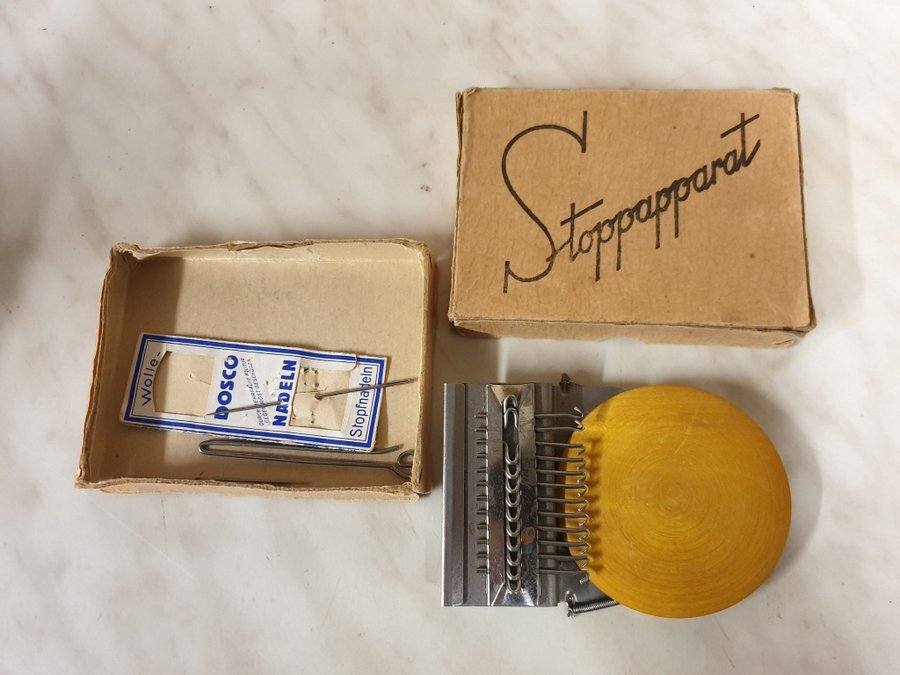 Stoppapparat
Wolle-
DOSCO
NADELN
Stopfnadeln